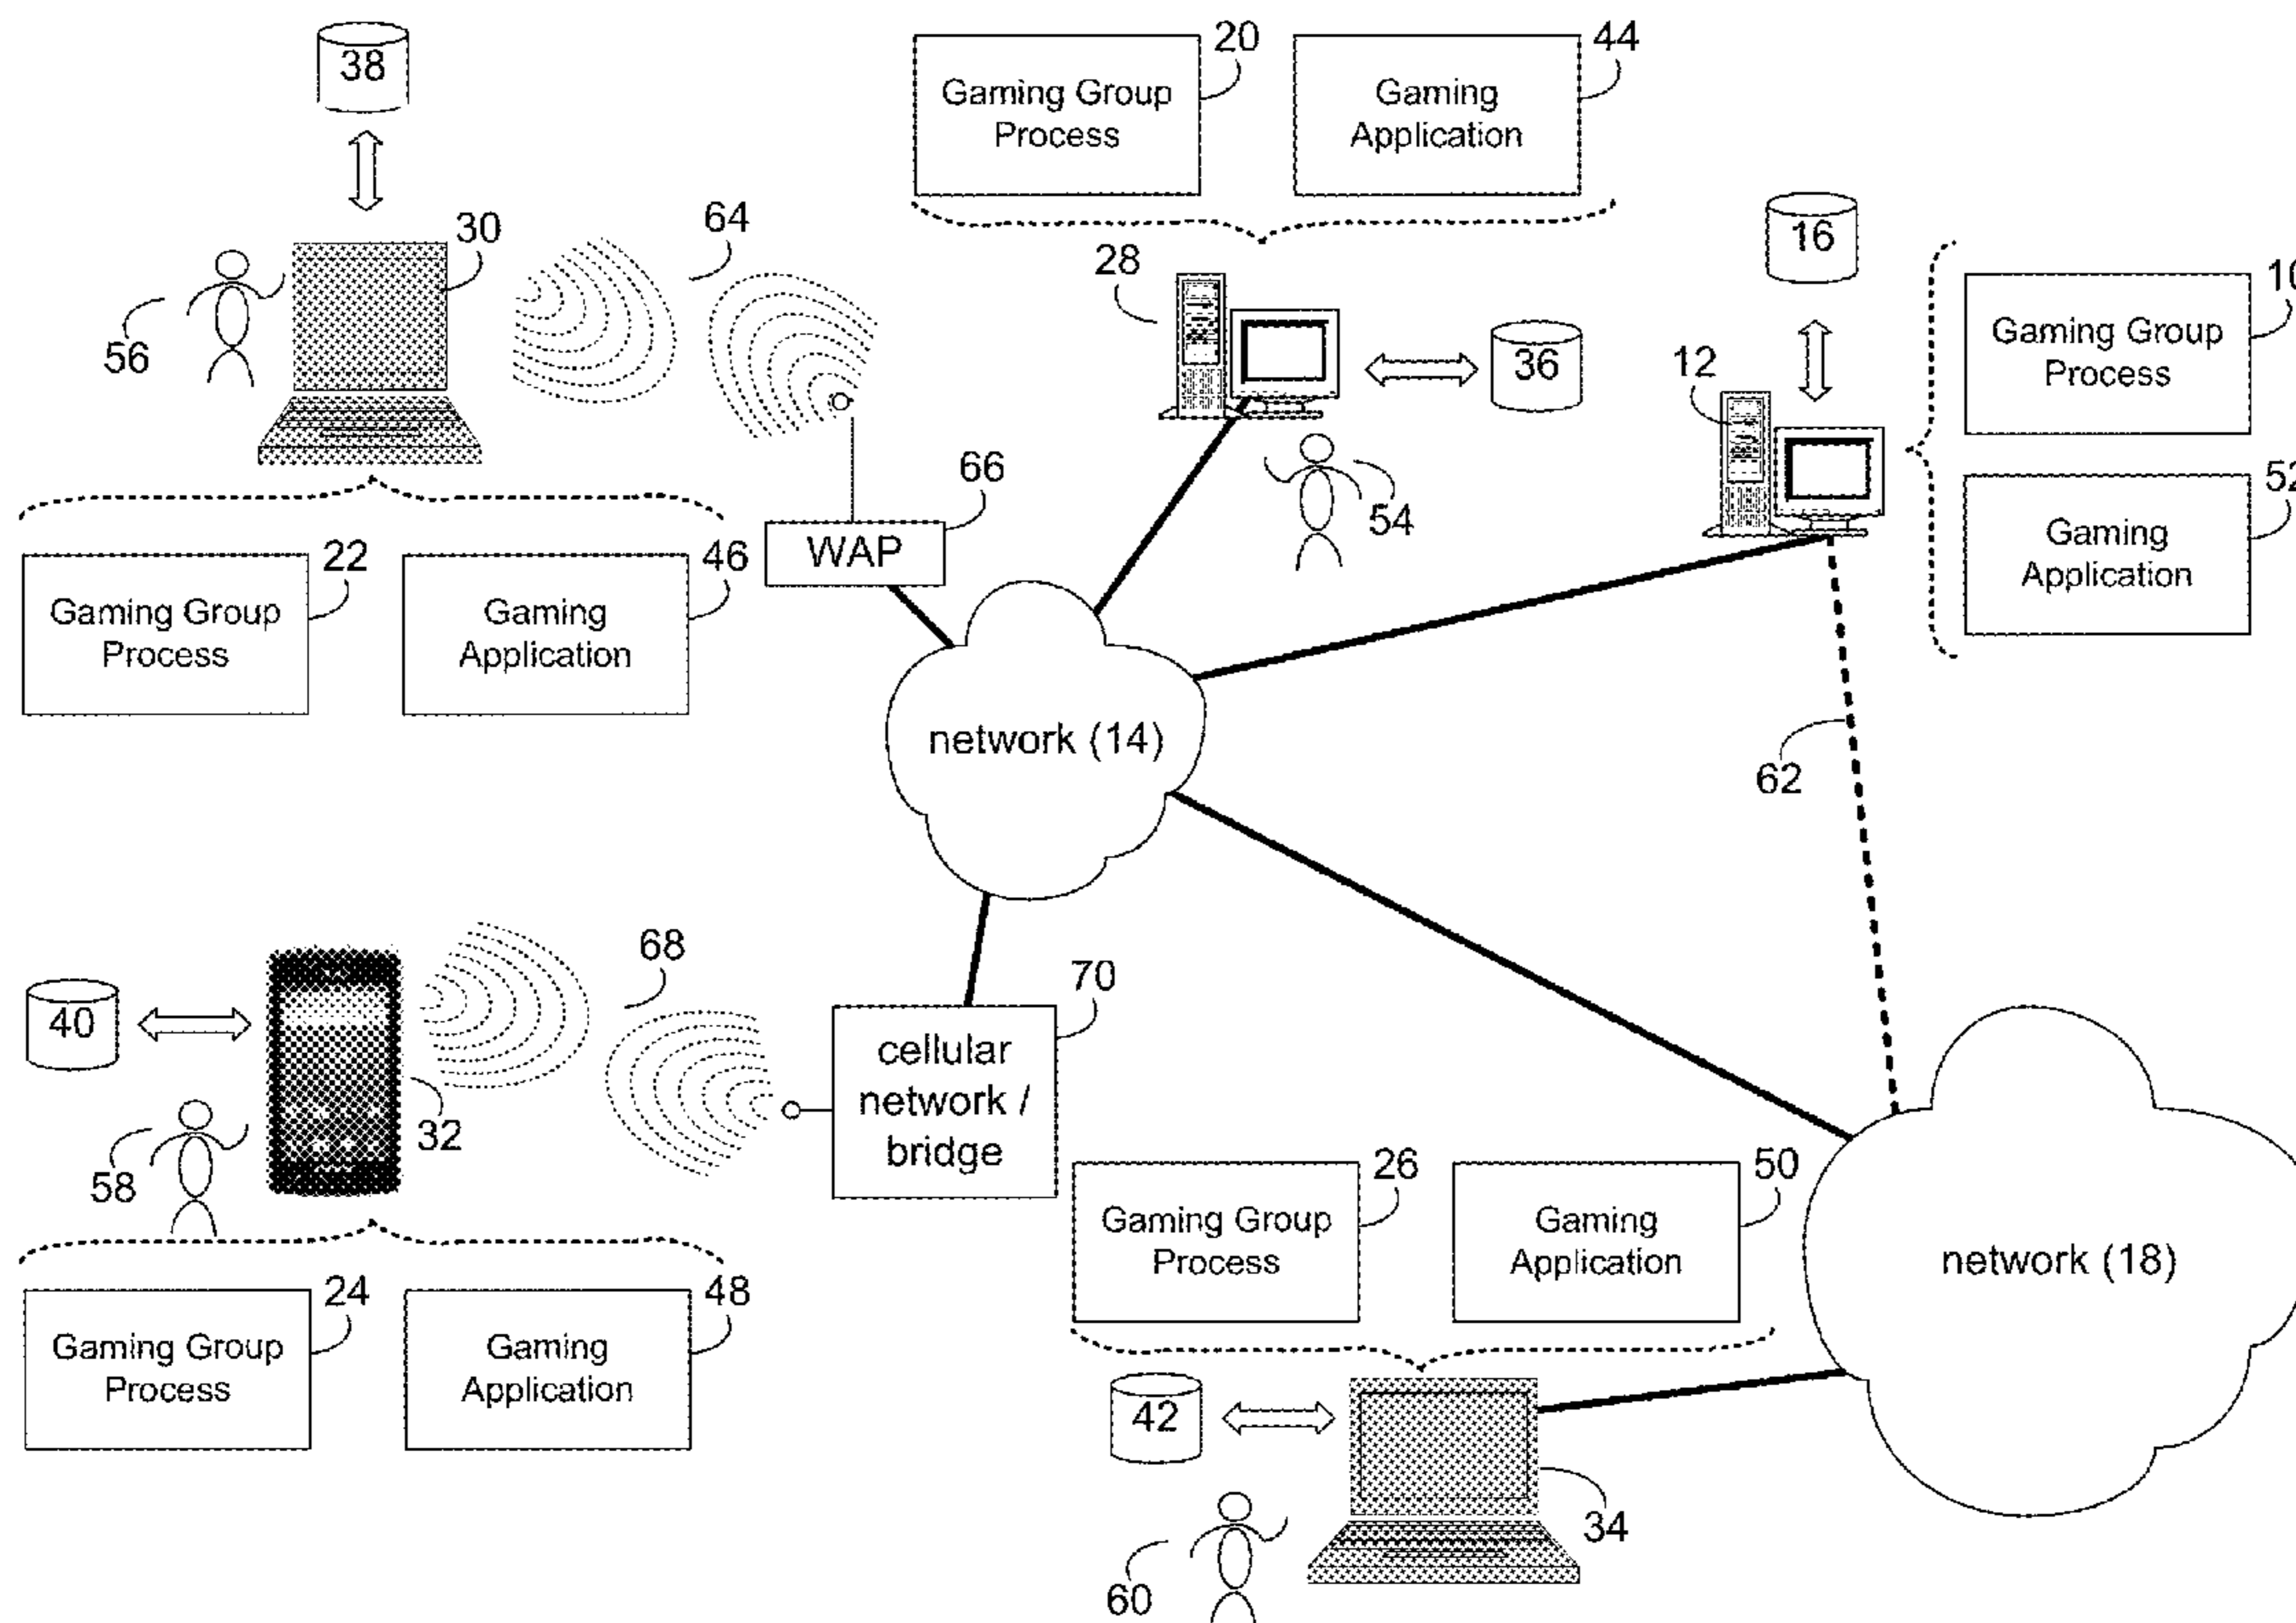 38
20
44
Gaming Group
Process
Gaming
Application
30
64
16
56
28
36
12
10
Gaming Group
Process
52
Gaming
Application
54
66
WAP
22
46
Gaming Group
Process
Gaming
Application
network (14)
62
68
70
40
cellular
network /
bridge
32
58
26
50
Gaming Group
Process
Gaming
Application
network (18)
24
48
Gaming Group
Process
Gaming
Application
42
34
60